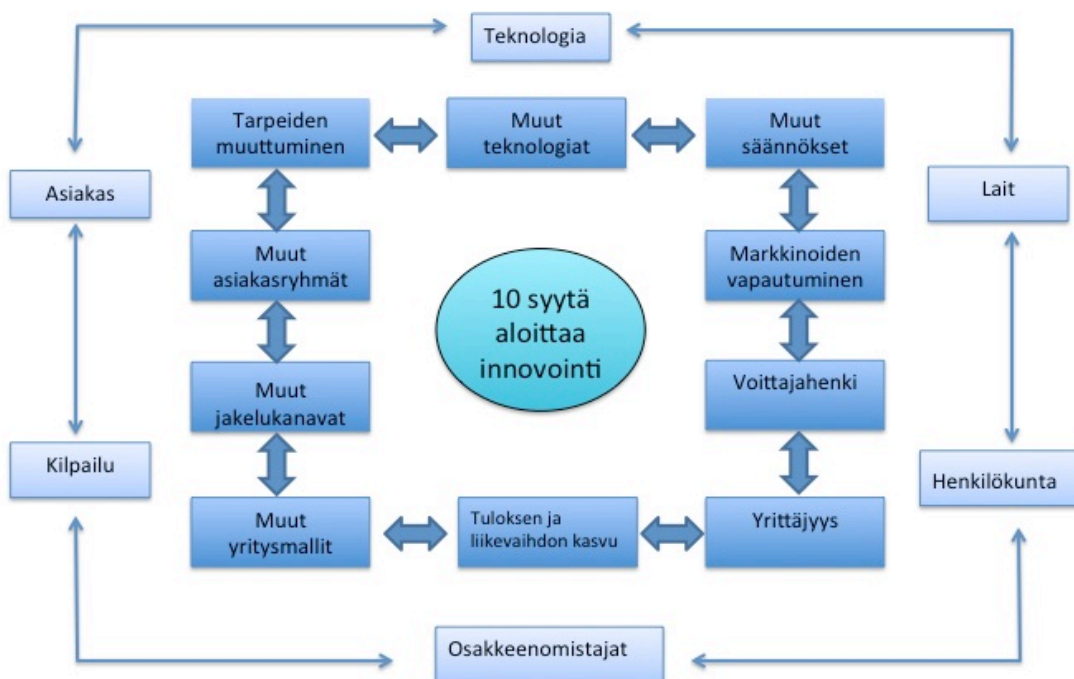 Teknologia
Tarpeiden
muuttuminen
Muut
teknologiat
Muut
säännökset
Asiakas
Lait
Muut
asiakasryhmät
Markkinoiden
vapautuminen
10 syytä
aloittaa
innovointi
Muut
jakelukanavat
Voittajahenki
Kilpailu
Henkilökunta
Muut
yritysmallit
Tuloksen ja
liikevaihdon kasvu
Yrittäjyys
Osakkeenomistajat